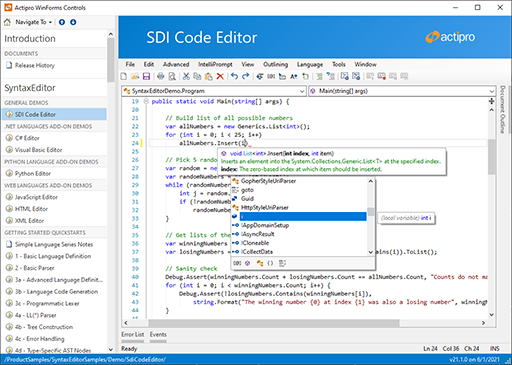 Actipro WinForms Controls
Navigate To
Introduction
DOCUMENTS
Release History
SyntaxEditor
GENERAL DEMOS
SDI Code Editor
.NET LANGUAGES ADD-ON DEMOS
C# Editor
Visual Basic Editor
PYTHON LANGUAGE ADD-ON DEMOS
Python Editor
WEB LANGUAGES ADD-ON DEMOS
JavaScript Editor
HTML Editor
XML Editor
GETTING STARTED QUICKSTARTS
Simple Language Series Notes
1 - Basic Language Definition
2 - Basic Parser
3a - Advanced Language Definit...
3b - Language Code Generation
3c - Programmatic Lexer
4a - LL(*) Parser
4b - Tree Construction
4c - Error Handling
4d - Type-Specific AST Nodes
/ProductSamples/SyntaxEditorSamples/Demo/SdiCodeEditor/
SDI Code Editor
actipro
File Edit Advanced IntelliPrompt View Outlining Language Tools Window
SyntaxEditorDemo.Program
Main(string[] args)
Document Outline
19 public static void Main(string[] args) {
20
21 // Build list of all possible numbers
22 var allNumbers = new Generics.List<int>();
23 for (int i = 0; i < 25; i++)
24 allNumbers.Insert(i
void List<int>.Insert(int index, int item)
Inserts an element into the System.Collections.Generic.List<T> at the specified index.
index: The zero-based index at which item should be inserted.
26 // Pick 5 random
27 var random = new
28 var randomNumbe
29 while (randomNum
30 int j = rand
31 if (!randomN
32 randomNu
33 }
GopherStyleUriParser
goto
Guid
HttpStyleUriParser
i
IAppDomainSetup
IAsyncResult
ICloneable
ICollectData
(local variable) int i
35 // Get lists of the
36 var winningNumbers
37 var losingNumbers
ains(i)).ToList();
39 // Sanity check
40 Debug.Assert(winningNumbers.Count + losingNumbers.Count == allNumbers.Count, "Counts do not ma
41 for (int i = 0; i < winningNumbers.Count; i++) {
42 Debug.Assert(!losingNumbers.Contains(winningNumbers[i]),
43 string.Format("The winning number {0} at index {1} was also a losing number", winningN
44 }
Error List Events
Ready
Ln 24 Col 36 Ch 24 INS
v21.1.0 on 6/1/2021